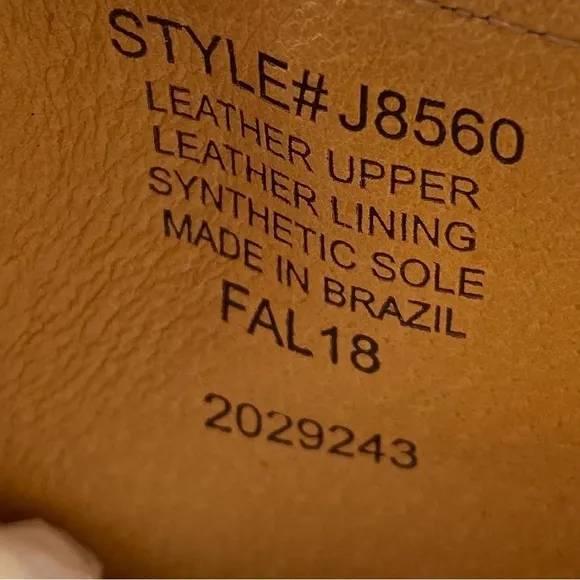 STYLE# J8560
LEATHER UPPER
LEATHER LINING
SYNTHETIC SOLE
MADE IN BRAZIL
FAL18
2029243